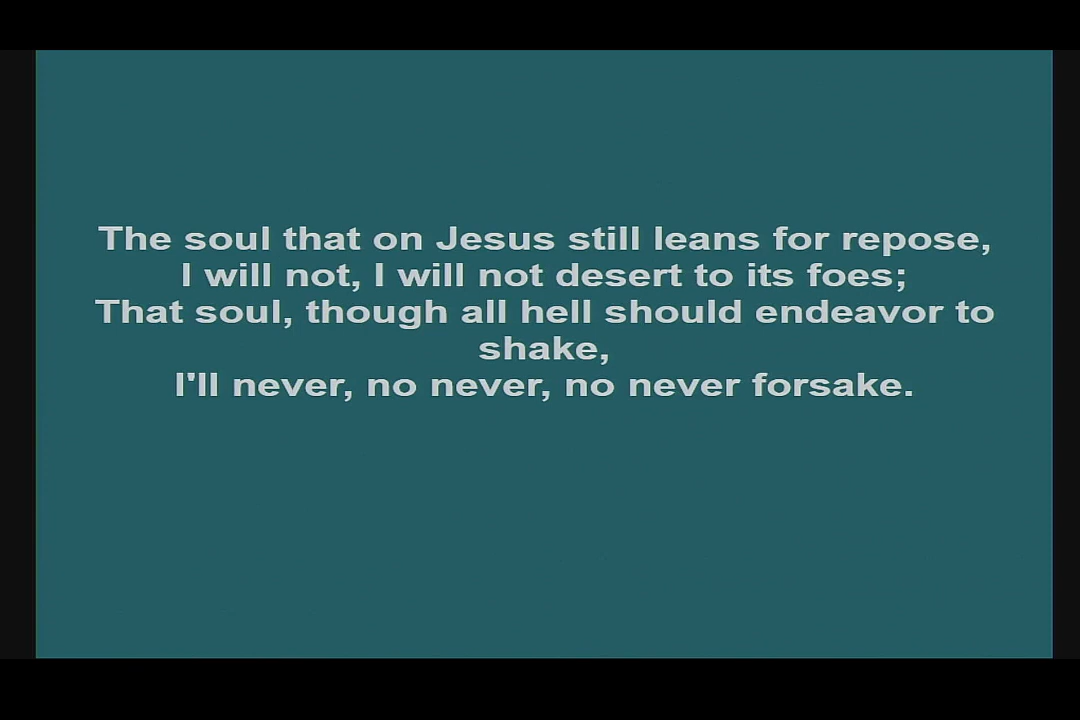 The soul that on Jesus still leans for repose,
I will not, I will not desert to its foes;
That soul, though all hell should endeavor to
shake,
I'll never, no never, no never forsake.